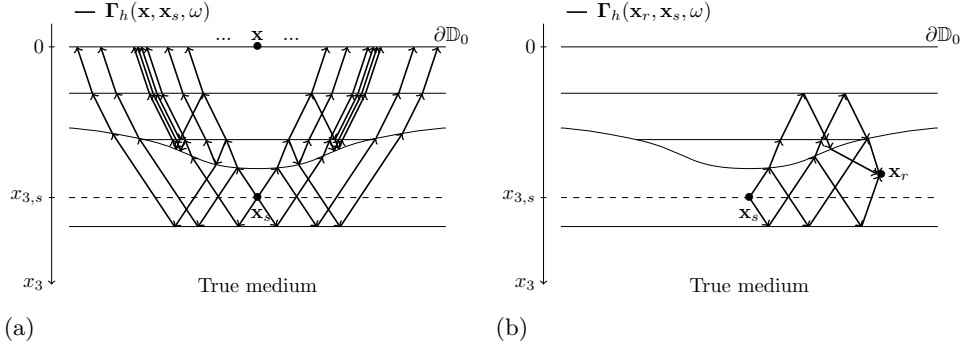 Γ_h(x, x_s, ω)
... x ...
0
∂𝔻_0
x_{3,s}
x_s
x_3
True medium
(a)
Γ_h(x_r, x_s, ω)
0
∂𝔻_0
x_r
x_{3,s}
x_s
x_3
True medium
(b)